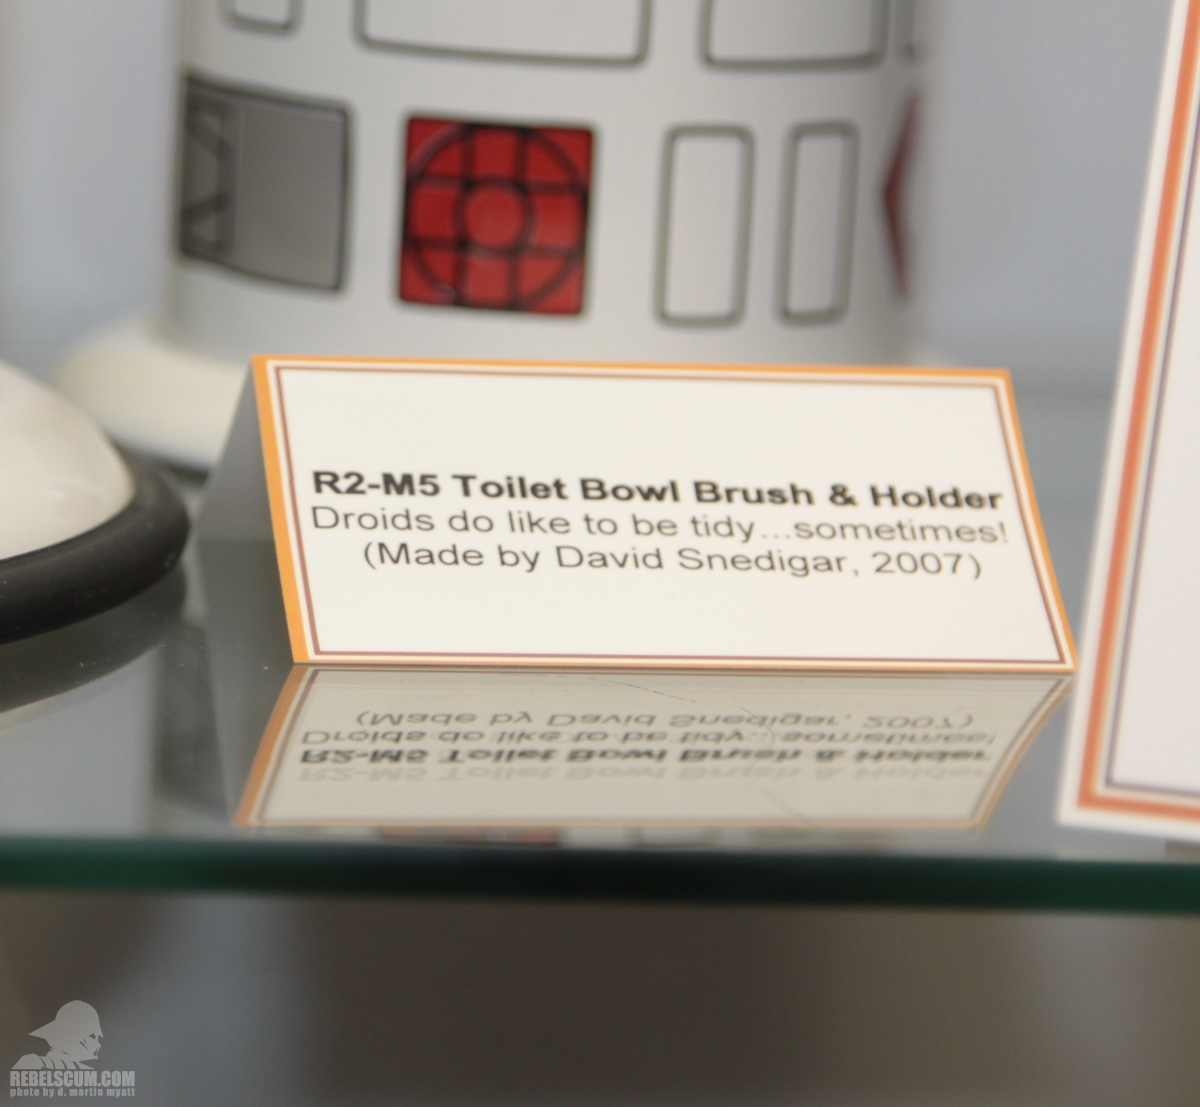 R2-M5 Toilet Bowl Brush & Holder
Droids do like to be tidy...sometimes!
(Made by David Snedigar, 2007)
REBELSCUM.COM
photo by d. martin myatt